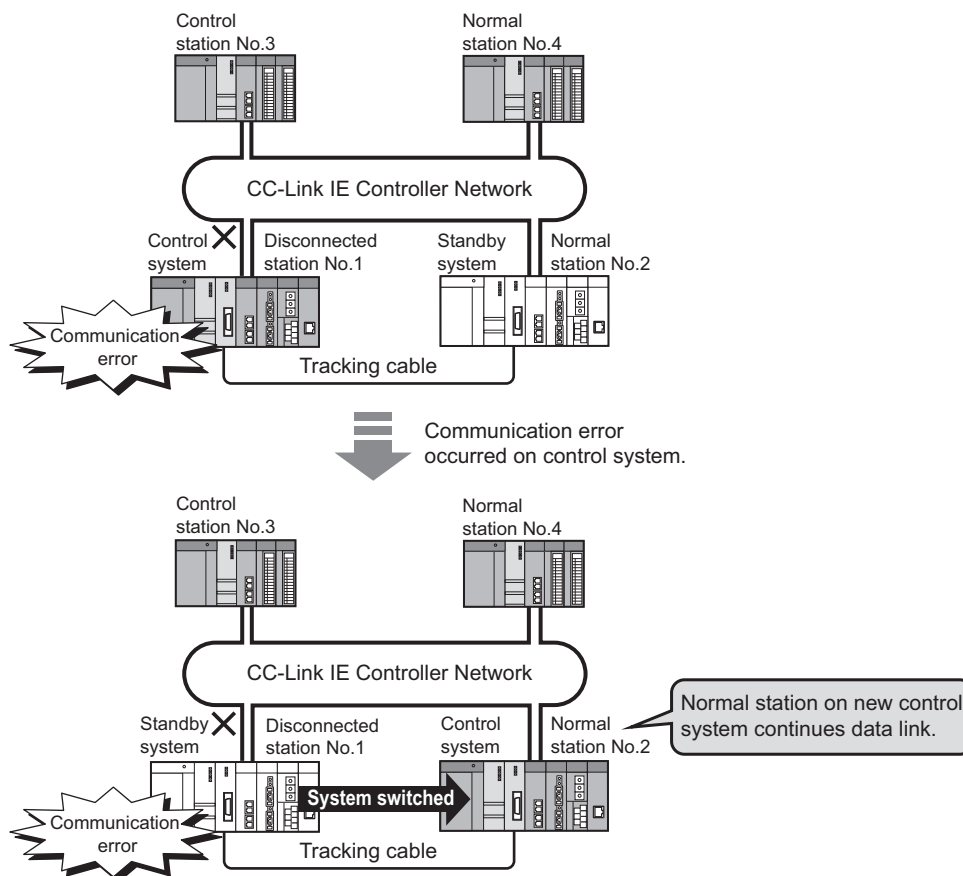 Control
station No.3
Normal
station No.4
CC-Link IE Controller Network
Control
system
Disconnected
station No.1
Standby
system
Normal
station No.2
Communication
error
Tracking cable
Communication error
occurred on control system.
Control
station No.3
Normal
station No.4
CC-Link IE Controller Network
Standby
system
Disconnected
station No.1
Control
system
Normal
station No.2
Normal station on new control
system continues data link.
System switched
Communication
error
Tracking cable